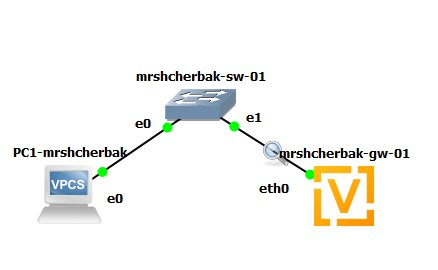 mrshcherbak-sw-01
e0
e1
PC1-mrshcherbak
mrshcherbak-gw-01
VPCS
e0
eth0
V